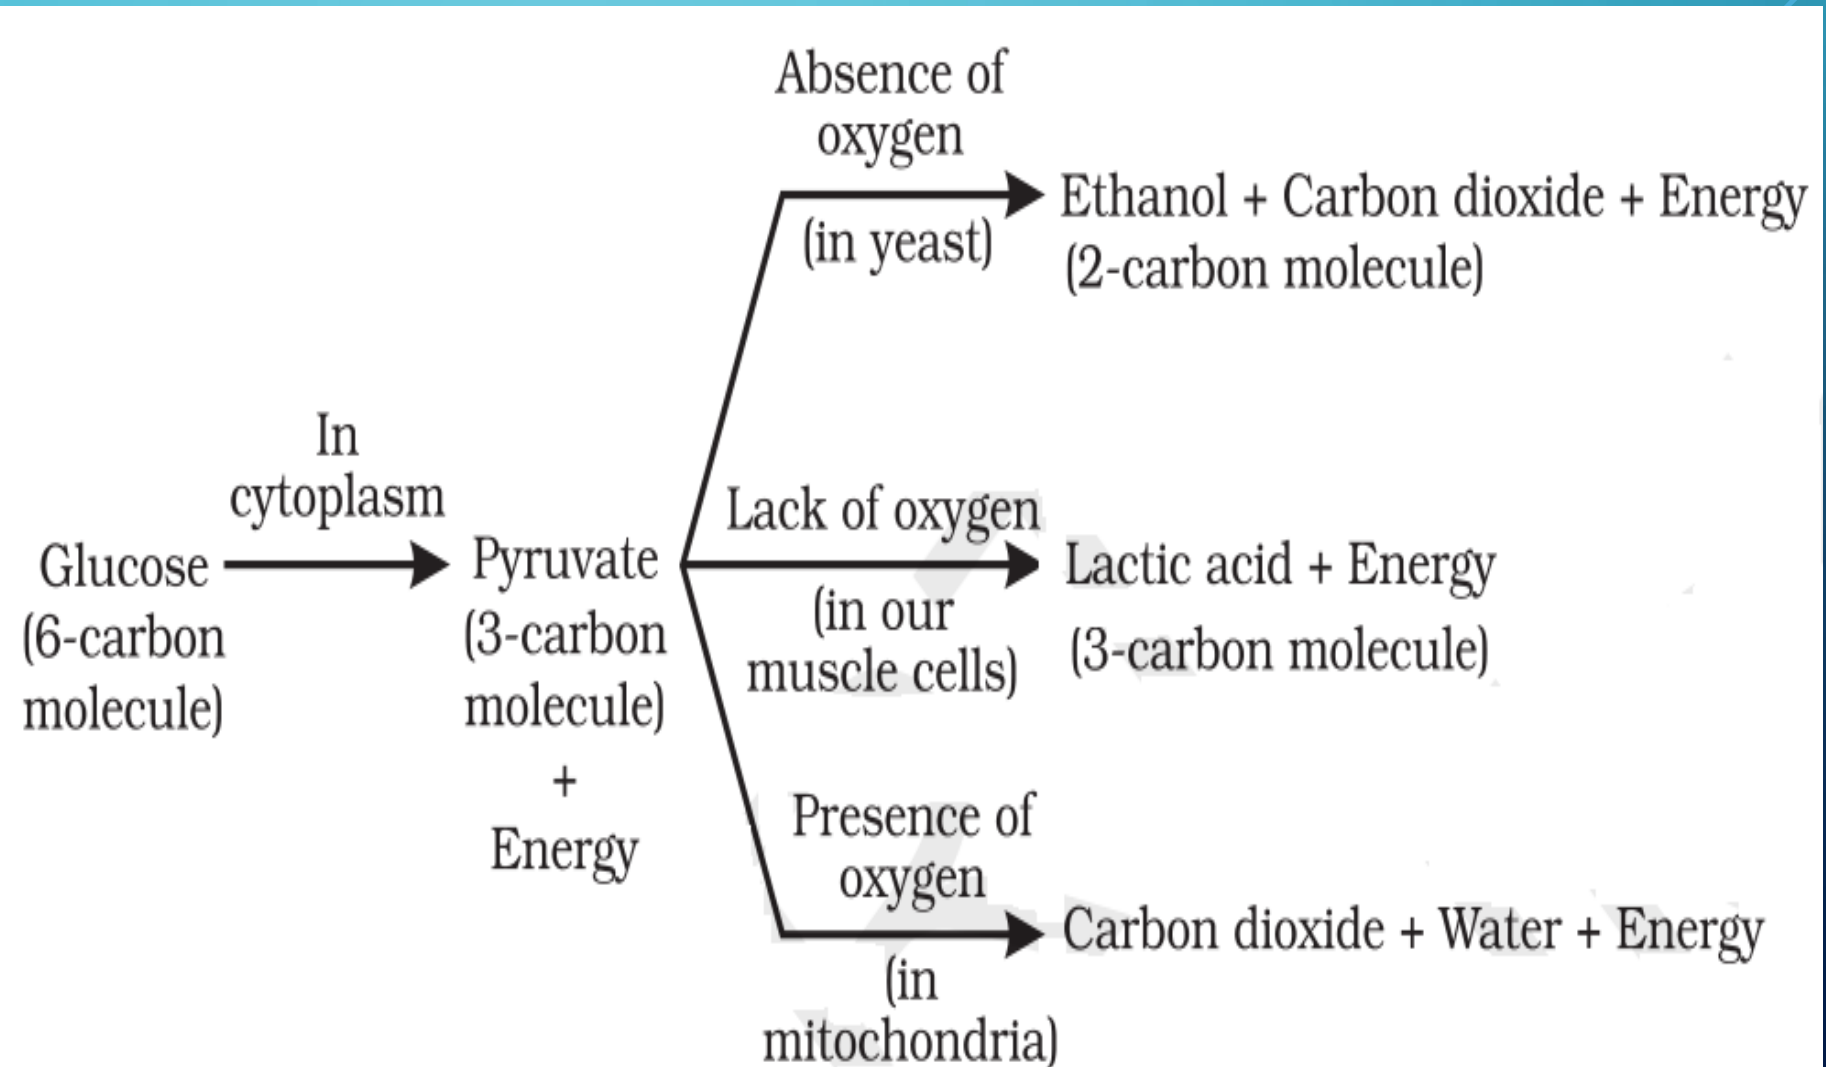 Absence of
oxygen
(in yeast)
Ethanol + Carbon dioxide + Energy
(2-carbon molecule)
In
cytoplasm
Glucose
(6-carbon
molecule)
Pyruvate
(3-carbon
molecule)
+
Energy
Lack of oxygen
(in our
muscle cells)
Lactic acid + Energy
(3-carbon molecule)
Presence of
oxygen
(in
mitochondria)
Carbon dioxide + Water + Energy